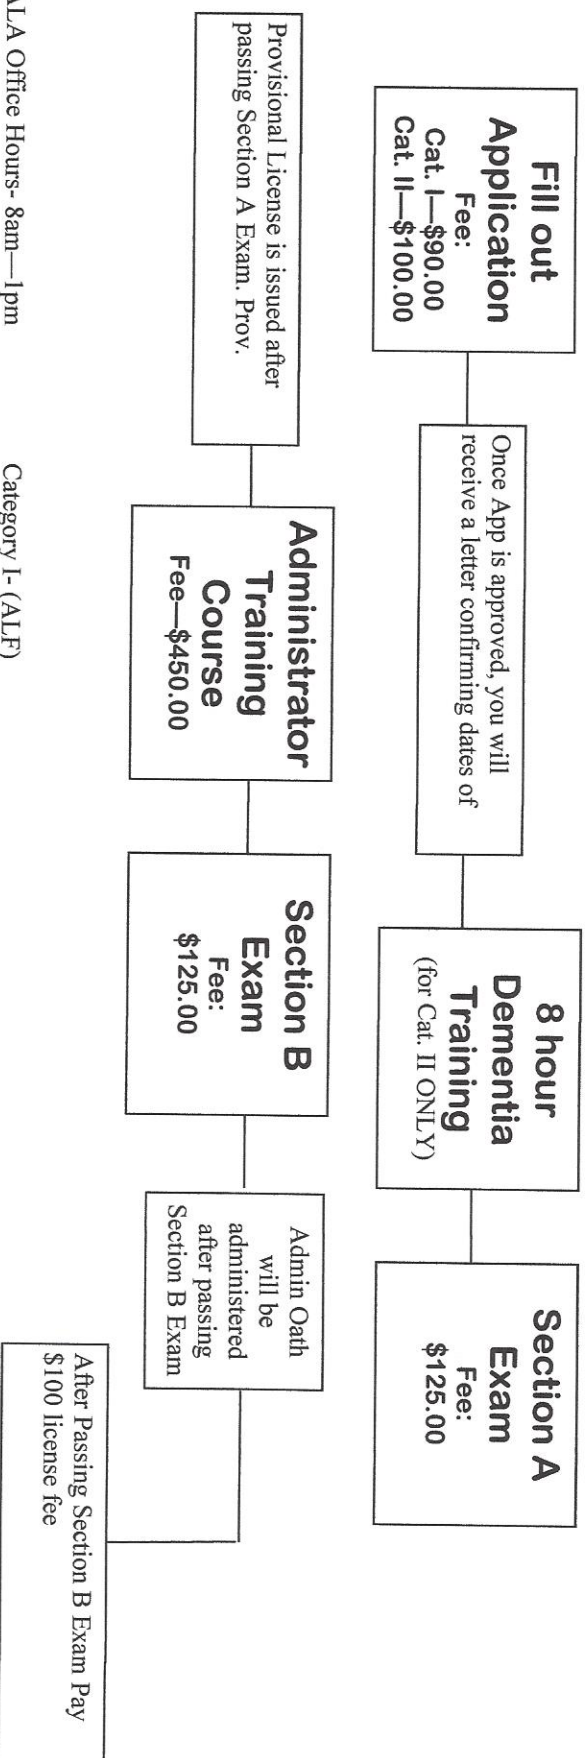 Fill out
Application
Fee:
Cat. I—$90.00
Cat. II—$100.00
Once App is approved, you will
receive a letter confirming dates of
8 hour
Dementia
Training
(for Cat. II ONLY)
Section A
Exam
Fee:
$125.00
Provisional License is issued after
passing Section A Exam. Prov.
Administrator
Training
Course
Fee—$450.00
Section B
Exam
Fee:
$125.00
Admin Oath
will be
administered
after passing
Section B Exam
After Passing Section B Exam Pay
$100 license fee
ALA Office Hours- 8am—1pm
Category I- (ALF)